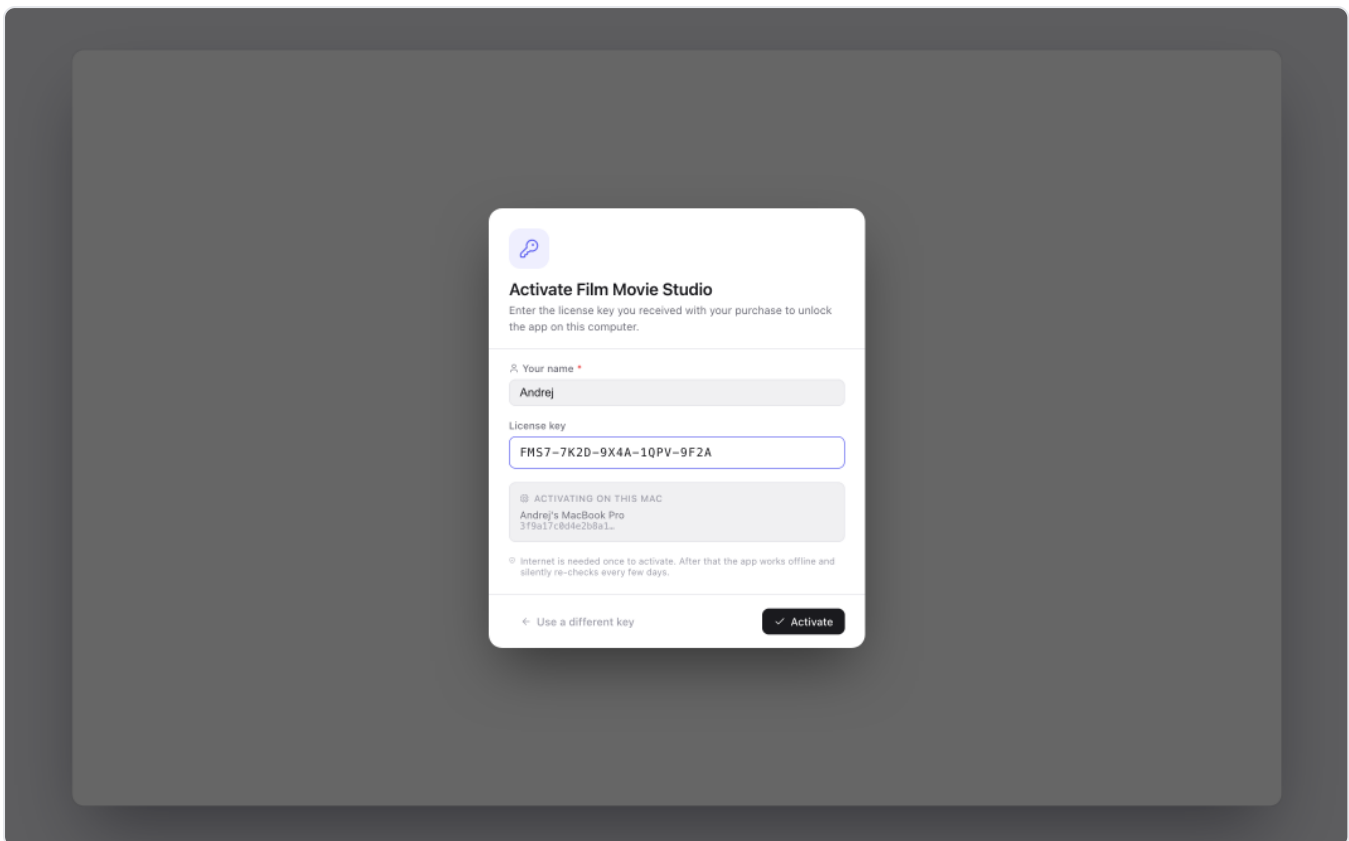 Activate Film Movie Studio
Enter the license key you received with your purchase to unlock
the app on this computer.
Your name *
Andrej
License key
FMS7-7K2D-9X4A-1QPV-9F2A
ACTIVATING ON THIS MAC
Andrej's MacBook Pro
3f9a17c0d4e2b8a1…
Internet is needed once to activate. After that the app works offline and
silently re-checks every few days.
← Use a different key
Activate